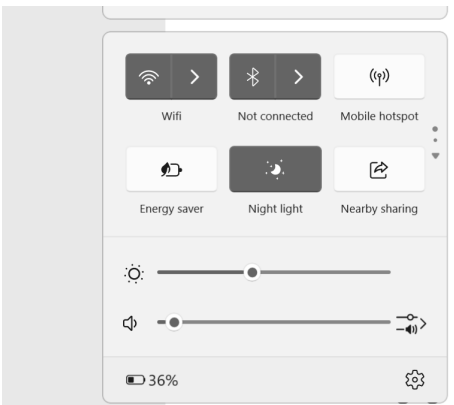 Wifi
Not connected
Mobile hotspot
Energy saver
Night light
Nearby sharing
36%